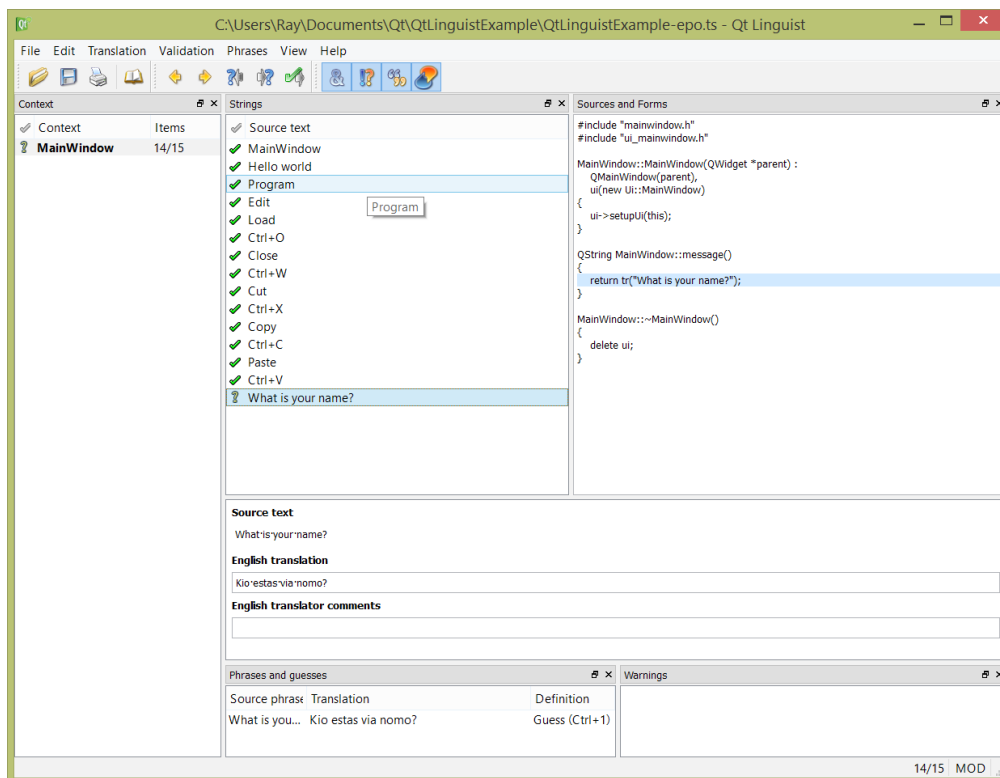 C:\Users\Ray\Documents\Qt\QtLinguistExample\QtLinguistExample-epo.ts - Qt Linguist
File Edit Translation Validation Phrases View Help
Context
Context Items
MainWindow 14/15
Strings
Source text
MainWindow
Hello world
Program
Edit
Program
Load
Ctrl+O
Close
Ctrl+W
Cut
Ctrl+X
Copy
Ctrl+C
Paste
Ctrl+V
What is your name?
Sources and Forms
#include "mainwindow.h"
#include "ui_mainwindow.h"
MainWindow::MainWindow(QWidget *parent) :
QMainWindow(parent),
ui(new Ui::MainWindow)
{
ui->setupUi(this);
}
QString MainWindow::message()
{
return tr("What is your name?");
}
MainWindow::~MainWindow()
{
delete ui;
}
Source text
What·is·your·name?
English translation
Kio·estas·via·nomo?
English translator comments
Phrases and guesses
Source phrase Translation Definition
What is you... Kio estas via nomo? Guess (Ctrl+1)
Warnings
14/15 MOD